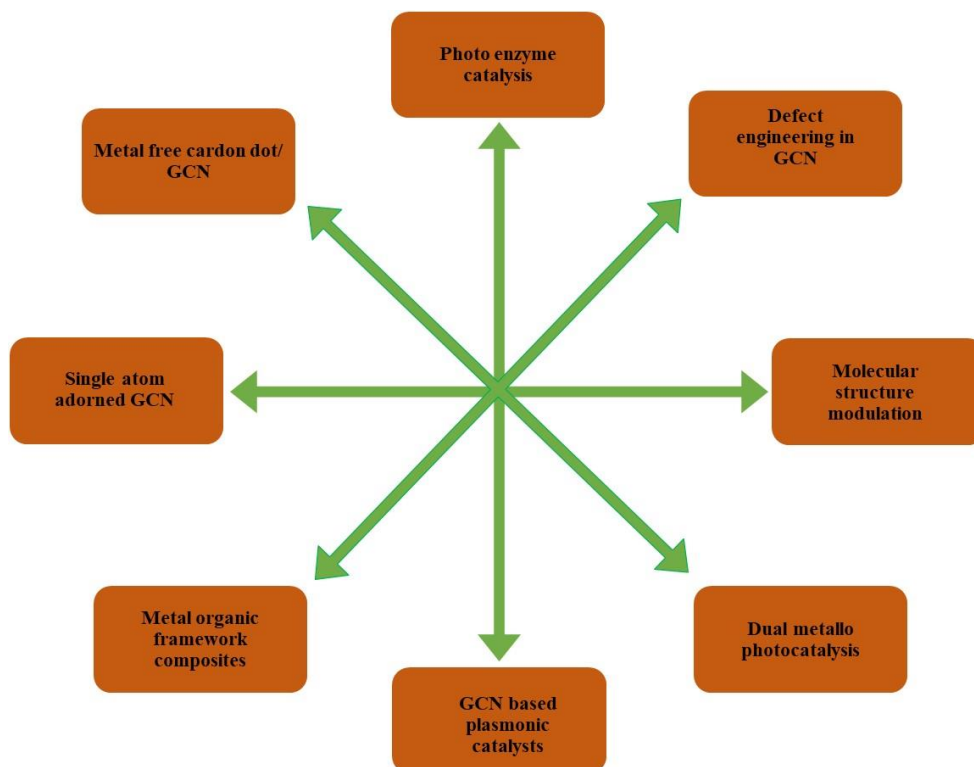 Photo enzyme
catalysis
Defect
engineering in
GCN
Metal free cardon dot/
GCN
Single atom
adorned GCN
Molecular
structure
modulation
Metal organic
framework
composites
Dual metallo
photocatalysis
GCN based
plasmonic
catalysts